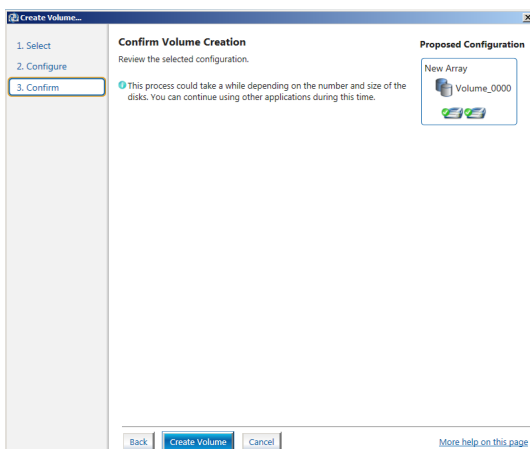 Create Volume...
1. Select
2. Configure
3. Confirm
Confirm Volume Creation
Review the selected configuration.
This process could take a while depending on the number and size of the
disks. You can continue using other applications during this time.
Proposed Configuration
New Array
Volume_0000
Back
Create Volume
Cancel
More help on this page